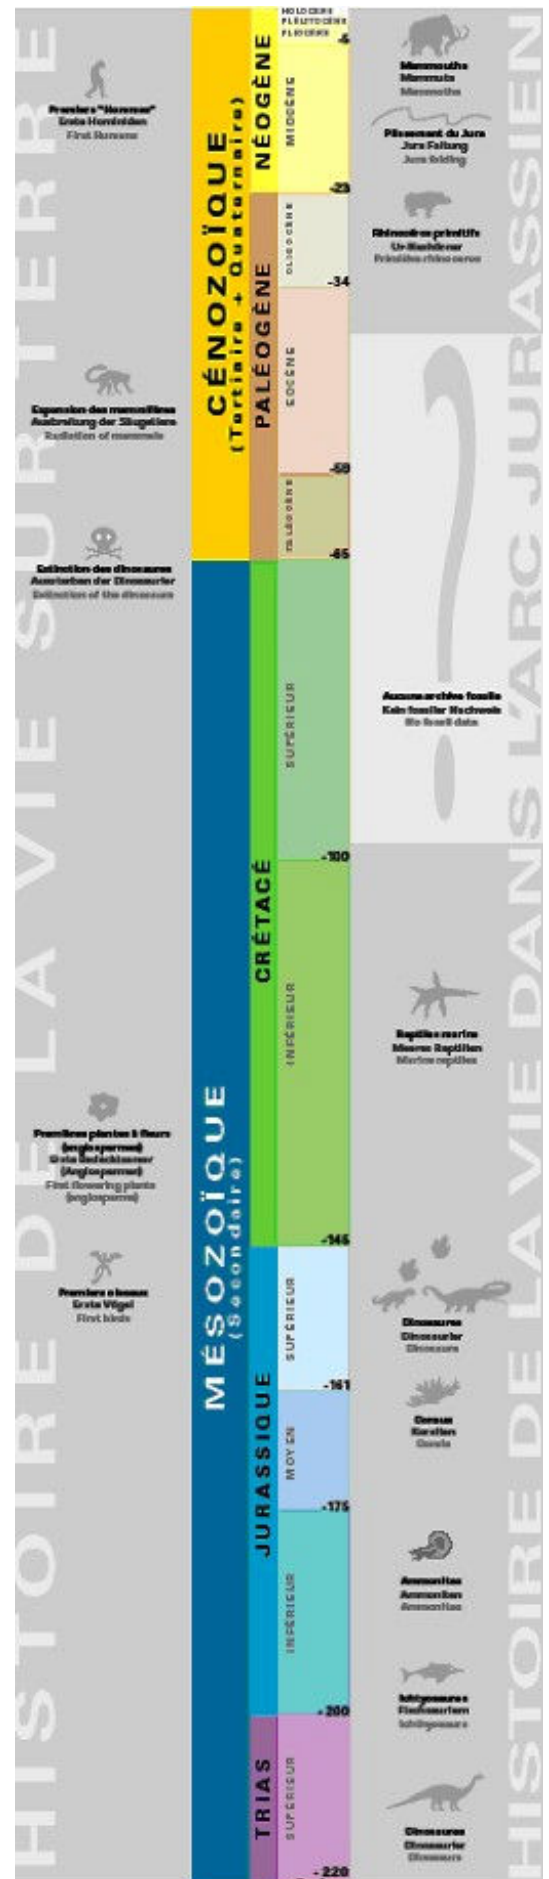 HISTOIRE DE LA VIE SUR TERRE
Premiers "Hommes"
Erste Hominiden
First Humans
Expansion des mammifères
Ausbreitung der Säugetiere
Radiation of mammals
Extinction des dinosaures
Aussterben der Dinosaurier
Extinction of the dinosaurs
Premières plantes à fleurs
(angiospermes)
Erste Bedecktsamer
(Angiospermen)
First flowering plants
(angiosperms)
Premiers oiseaux
Erste Vögel
First birds
CÉNOZOÏQUE
(Tertiaire + Quaternaire)
MÉSOZOÏQUE
(Secondaire)
NÉOGÈNE
PALÉOGÈNE
CRÉTACÉ
JURASSIQUE
TRIAS
HOLOCÈNE
PLÉISTOCÈNE
PLIOCÈNE
-5
MIOCÈNE
-23
OLIGOCÈNE
-34
EOCÈNE
PALÉOCÈNE
-65
SUPÉRIEUR
-100
INFÉRIEUR
-145
SUPÉRIEUR
-161
MOYEN
-175
INFÉRIEUR
-200
SUPÉRIEUR
-220
Mammouths
Mammuts
Mammoths
Plissement du Jura
Jura Faltung
Jura folding
Rhinocéros primitifs
Ur-Nashörner
Primitive rhinoceros
Aucune archive fossile
Kein fossiler Nachweis
No fossil data
Reptiles marins
Meeres Reptilien
Marine reptiles
Dinosaures
Dinosaurier
Dinosaurs
Coraux
Korallen
Corals
Ammonites
Ammoniten
Ammonites
Ichtyosaures
Fischsauriern
Ichthyosaurs
Dinosaures
Dinosaurier
Dinosaurs
HISTOIRE DE LA VIE DANS L'ARC JURASSIEN